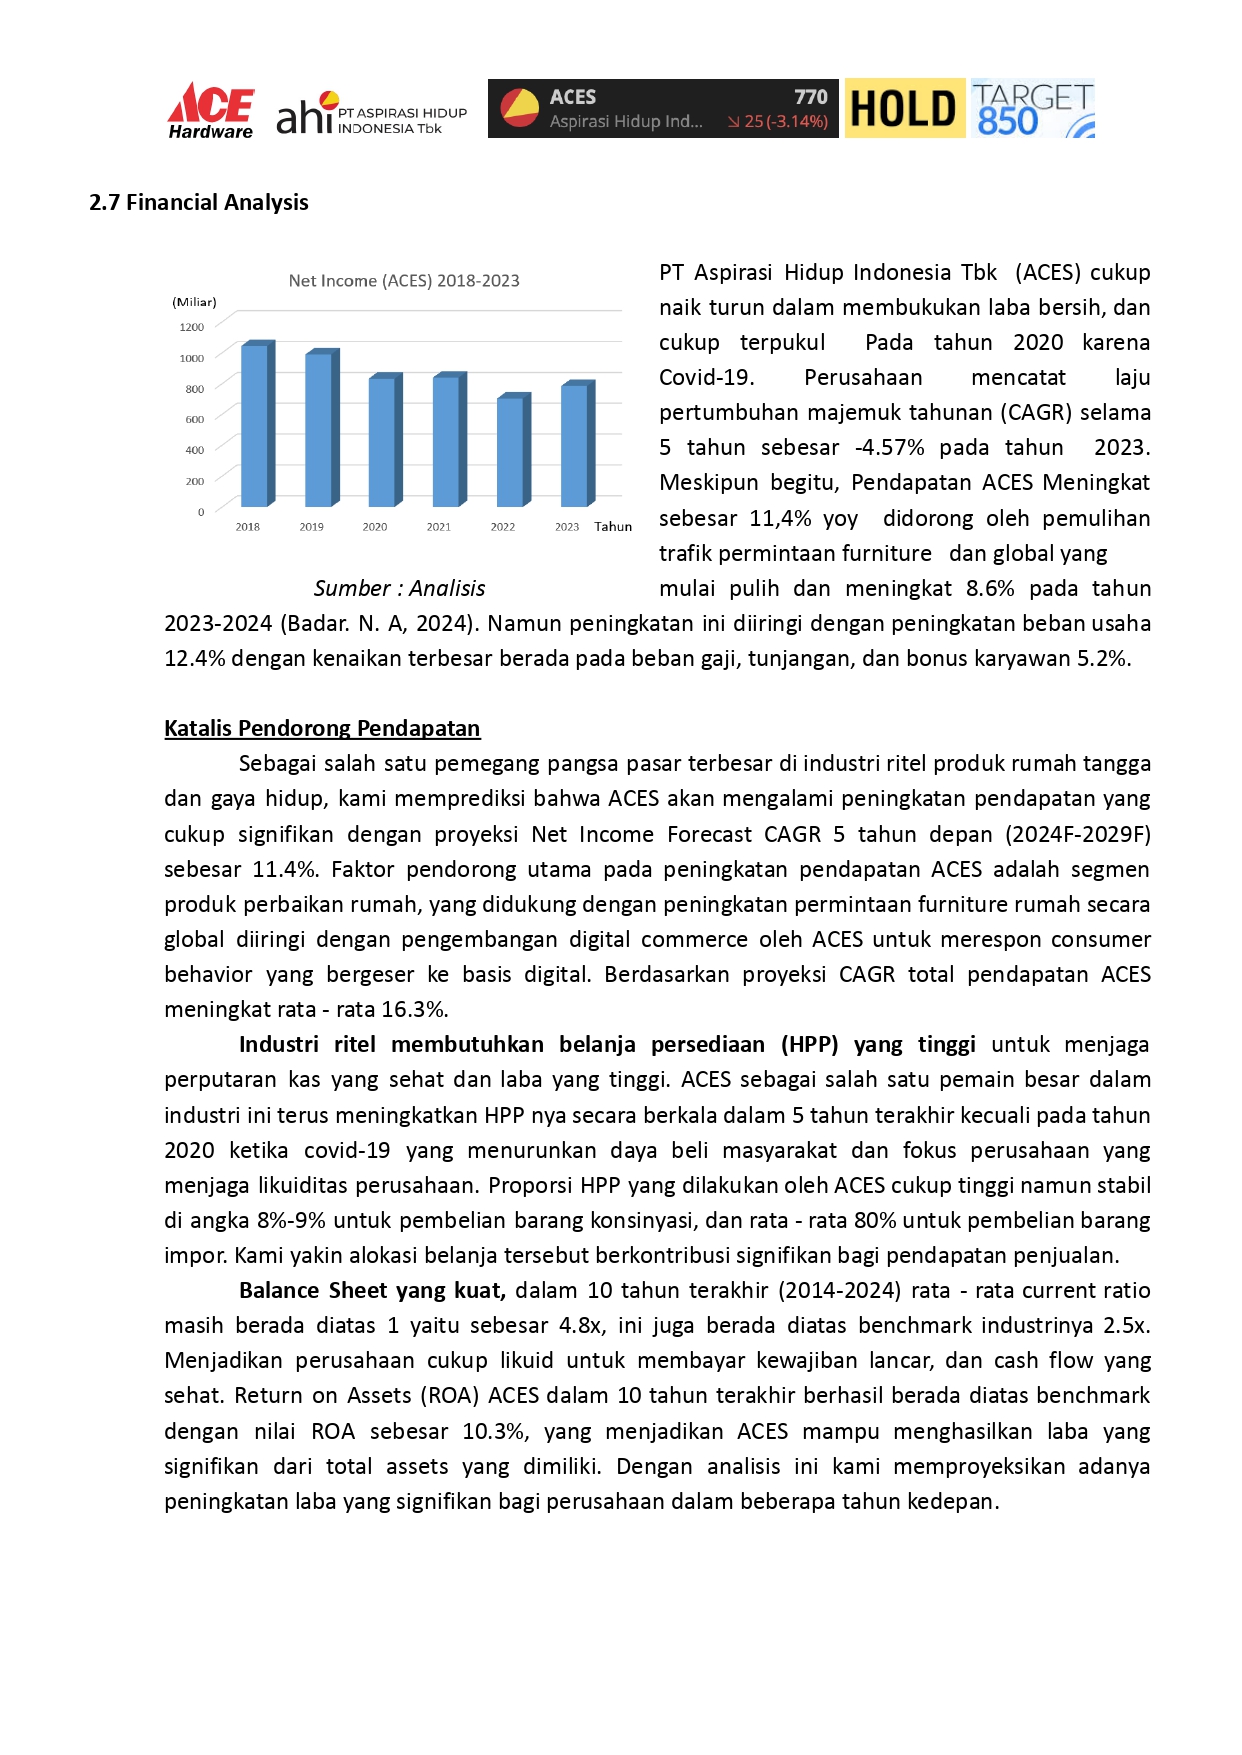 ACE
Hardware
ahi PT ASPIRASI HIDUP
INDONESIA Tbk
ACES 770
Aspirasi Hidup Ind... ↘ 25 (-3.14%)
HOLD
TARGET
850
2.7 Financial Analysis
Net Income (ACES) 2018-2023
(Miliar)
1200
1000
800
600
400
200
0
2018 2019 2020 2021 2022 2023 Tahun
Sumber : Analisis
PT Aspirasi Hidup Indonesia Tbk (ACES) cukup
naik turun dalam membukukan laba bersih, dan
cukup terpukul Pada tahun 2020 karena
Covid-19. Perusahaan mencatat laju
pertumbuhan majemuk tahunan (CAGR) selama
5 tahun sebesar -4.57% pada tahun 2023.
Meskipun begitu, Pendapatan ACES Meningkat
sebesar 11,4% yoy didorong oleh pemulihan
trafik permintaan furniture dan global yang
mulai pulih dan meningkat 8.6% pada tahun
2023-2024 (Badar. N. A, 2024). Namun peningkatan ini diiringi dengan peningkatan beban usaha
12.4% dengan kenaikan terbesar berada pada beban gaji, tunjangan, dan bonus karyawan 5.2%.
Katalis Pendorong Pendapatan
Sebagai salah satu pemegang pangsa pasar terbesar di industri ritel produk rumah tangga
dan gaya hidup, kami memprediksi bahwa ACES akan mengalami peningkatan pendapatan yang
cukup signifikan dengan proyeksi Net Income Forecast CAGR 5 tahun depan (2024F-2029F)
sebesar 11.4%. Faktor pendorong utama pada peningkatan pendapatan ACES adalah segmen
produk perbaikan rumah, yang didukung dengan peningkatan permintaan furniture rumah secara
global diiringi dengan pengembangan digital commerce oleh ACES untuk merespon consumer
behavior yang bergeser ke basis digital. Berdasarkan proyeksi CAGR total pendapatan ACES
meningkat rata - rata 16.3%.
Industri ritel membutuhkan belanja persediaan (HPP) yang tinggi untuk menjaga
perputaran kas yang sehat dan laba yang tinggi. ACES sebagai salah satu pemain besar dalam
industri ini terus meningkatkan HPP nya secara berkala dalam 5 tahun terakhir kecuali pada tahun
2020 ketika covid-19 yang menurunkan daya beli masyarakat dan fokus perusahaan yang
menjaga likuiditas perusahaan. Proporsi HPP yang dilakukan oleh ACES cukup tinggi namun stabil
di angka 8%-9% untuk pembelian barang konsinyasi, dan rata - rata 80% untuk pembelian barang
impor. Kami yakin alokasi belanja tersebut berkontribusi signifikan bagi pendapatan penjualan.
Balance Sheet yang kuat, dalam 10 tahun terakhir (2014-2024) rata - rata current ratio
masih berada diatas 1 yaitu sebesar 4.8x, ini juga berada diatas benchmark industrinya 2.5x.
Menjadikan perusahaan cukup likuid untuk membayar kewajiban lancar, dan cash flow yang
sehat. Return on Assets (ROA) ACES dalam 10 tahun terakhir berhasil berada diatas benchmark
dengan nilai ROA sebesar 10.3%, yang menjadikan ACES mampu menghasilkan laba yang
signifikan dari total assets yang dimiliki. Dengan analisis ini kami memproyeksikan adanya
peningkatan laba yang signifikan bagi perusahaan dalam beberapa tahun kedepan.